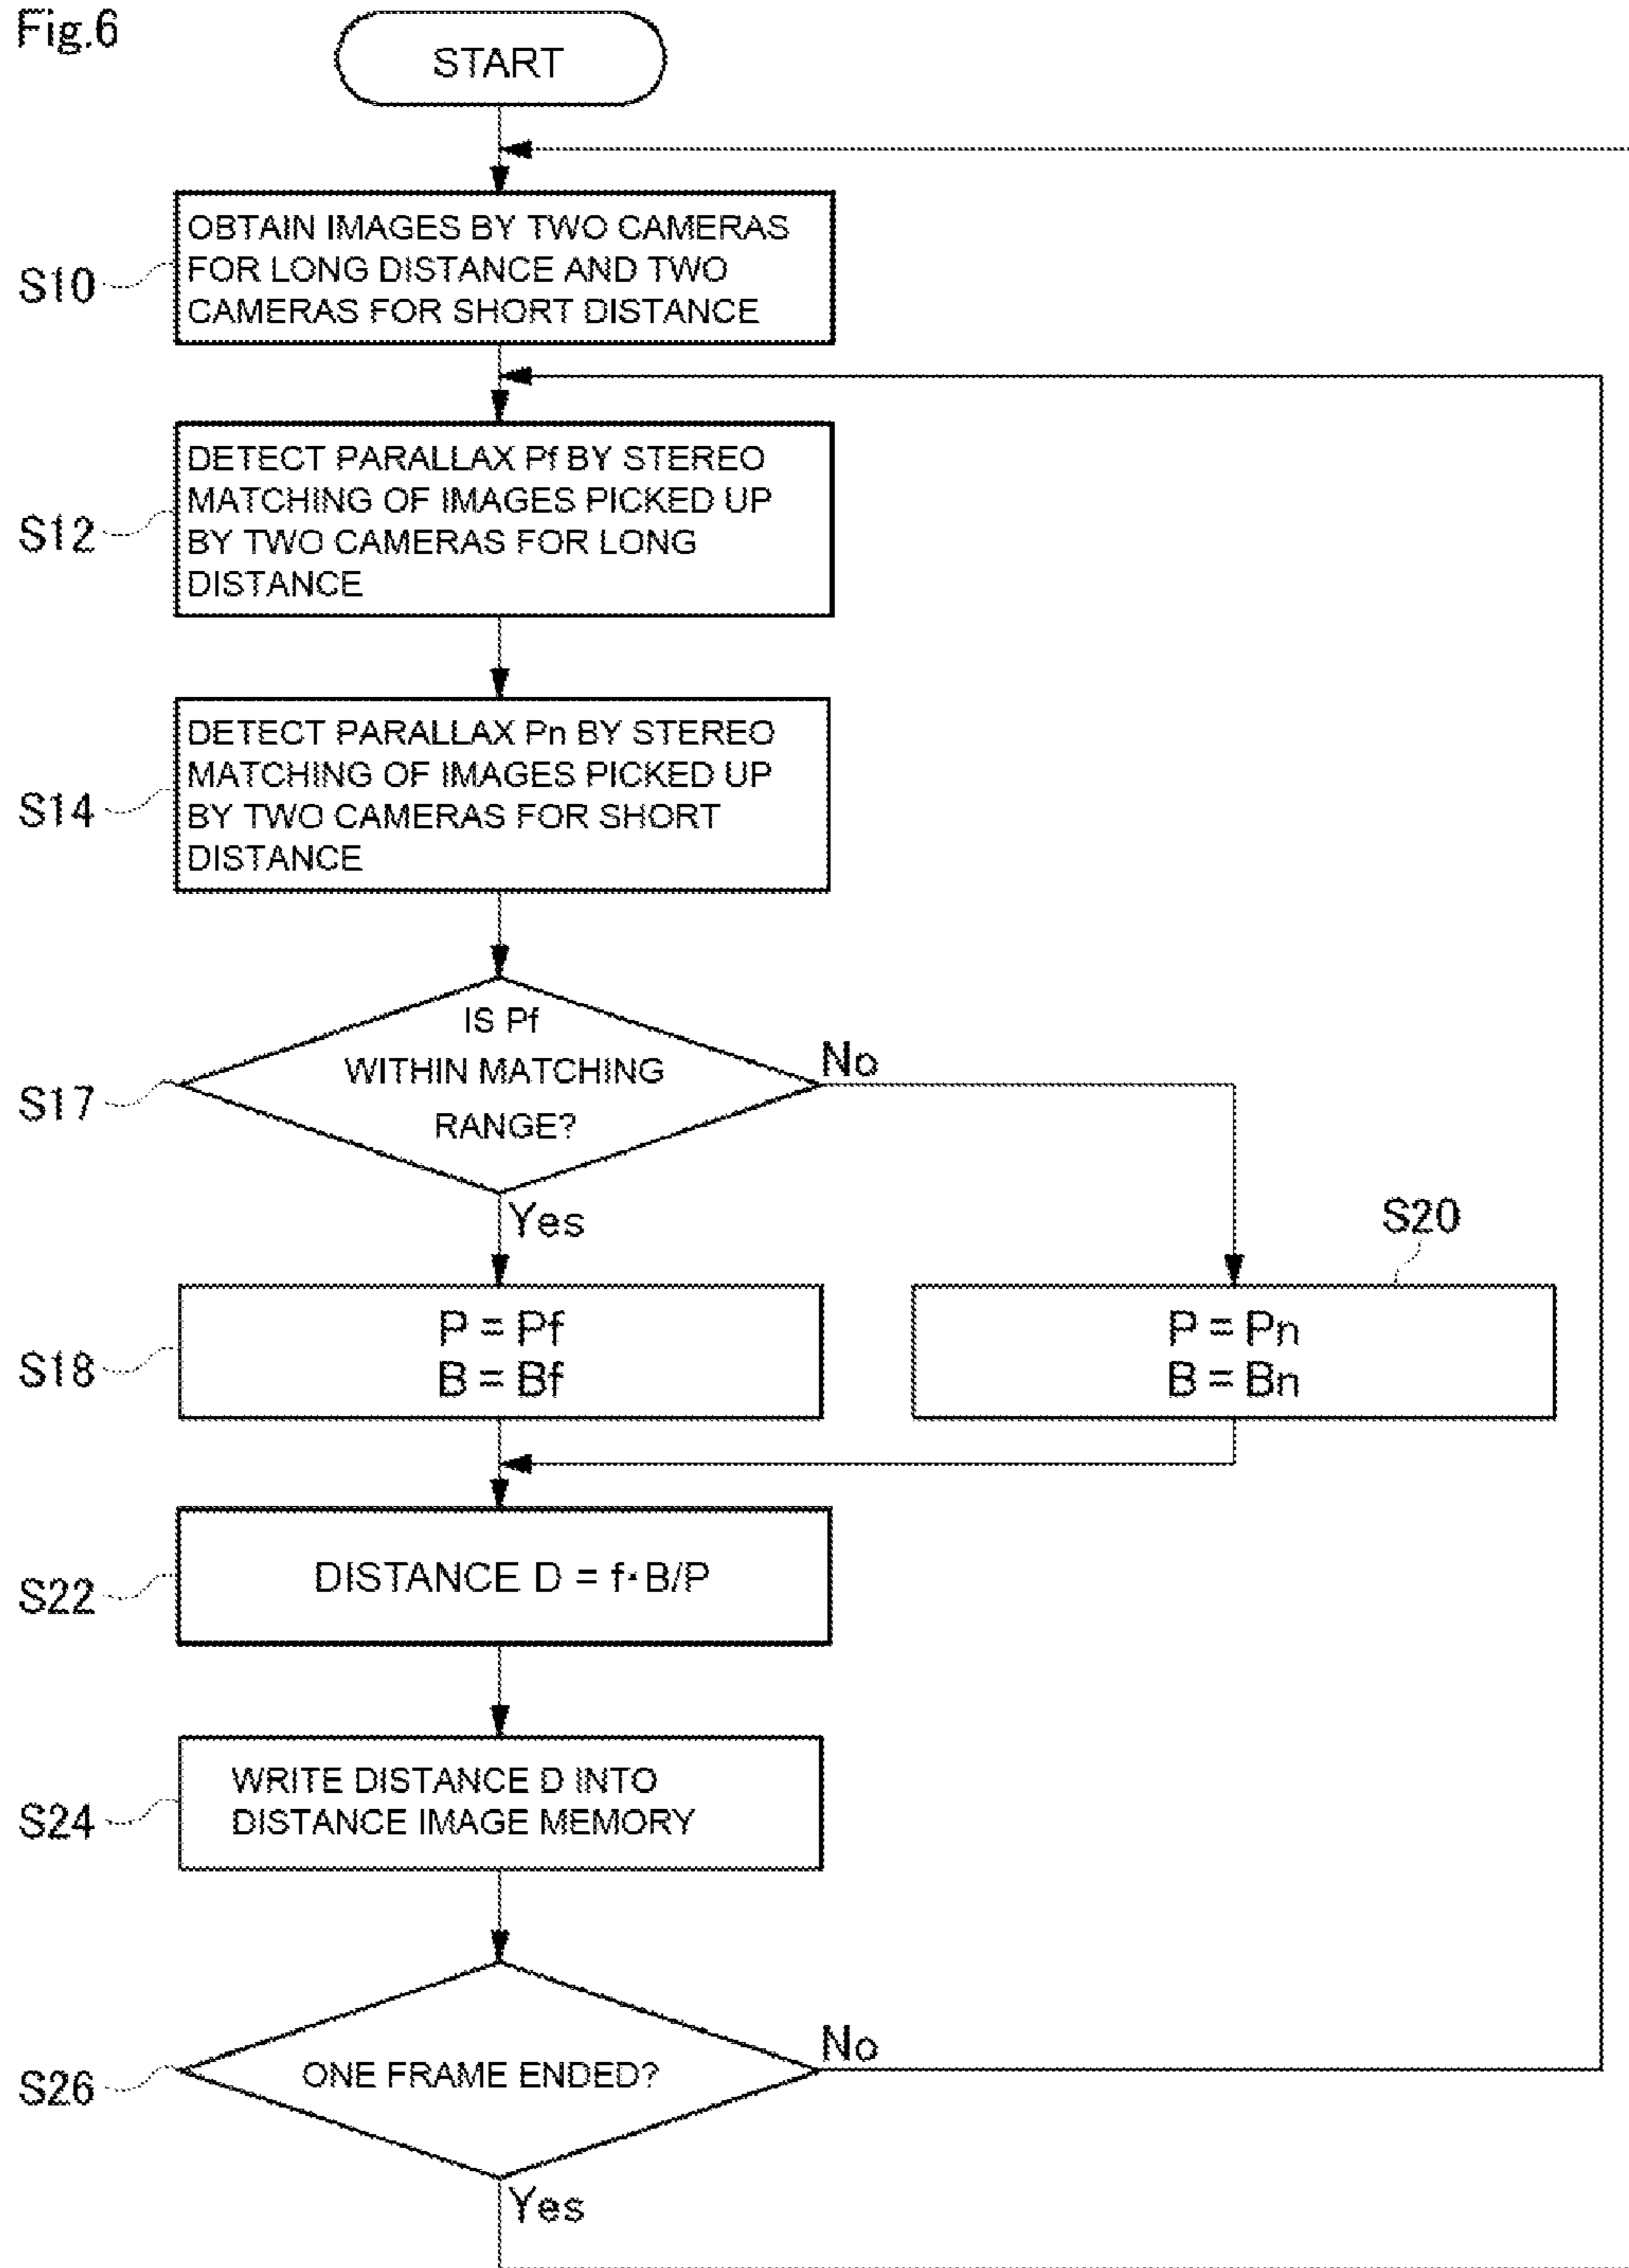 Fig.6
START
S10
OBTAIN IMAGES BY TWO CAMERAS
FOR LONG DISTANCE AND TWO
CAMERAS FOR SHORT DISTANCE
S12
DETECT PARALLAX Pf BY STEREO
MATCHING OF IMAGES PICKED UP
BY TWO CAMERAS FOR LONG
DISTANCE
S14
DETECT PARALLAX Pn BY STEREO
MATCHING OF IMAGES PICKED UP
BY TWO CAMERAS FOR SHORT
DISTANCE
S17
IS Pf
WITHIN MATCHING
RANGE?
No
Yes
S18
P = Pf
B = Bf
S20
P = Pn
B = Bn
S22
DISTANCE D = f·B/P
S24
WRITE DISTANCE D INTO
DISTANCE IMAGE MEMORY
S26
ONE FRAME ENDED?
No
Yes